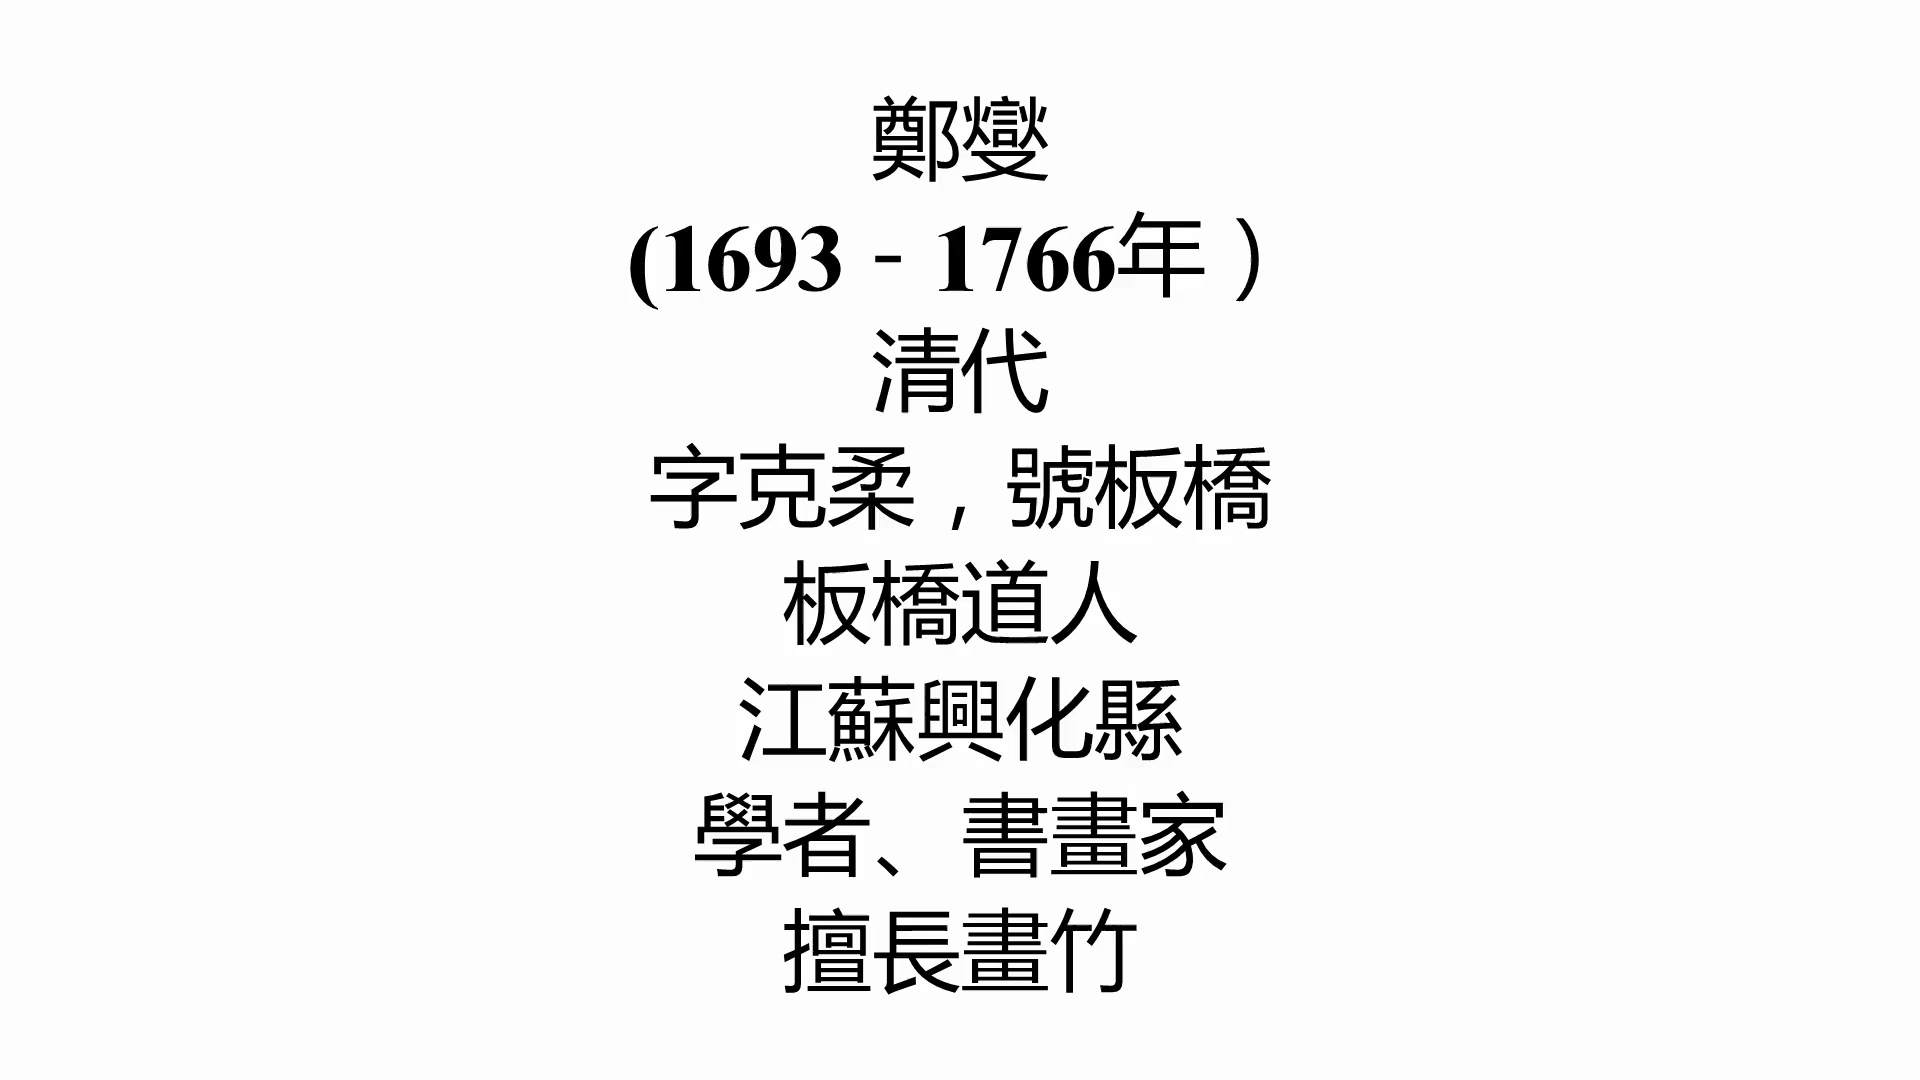 鄭燮
(1693 - 1766年）
清代
字克柔，號板橋
板橋道人
江蘇興化縣
學者、書畫家
擅長畫竹